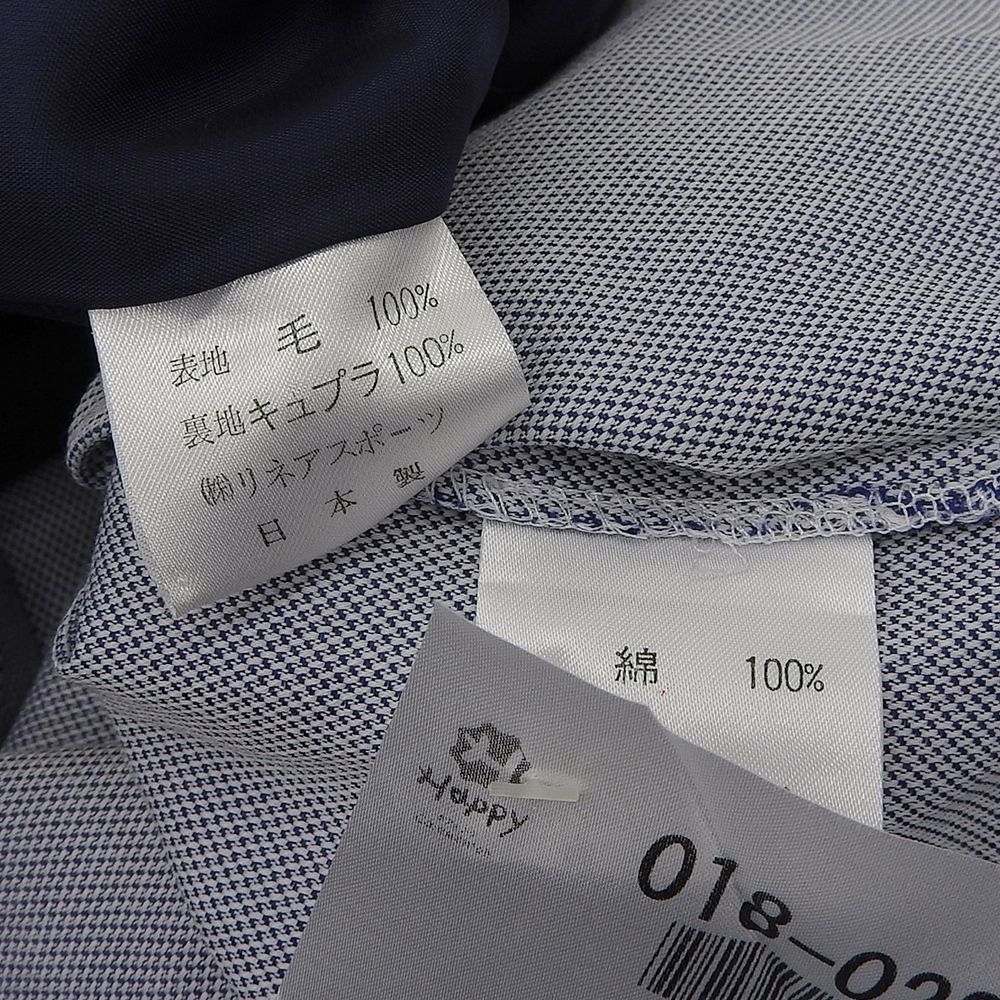 表地 毛 100%
裏地キュプラ100%
㈱リネアスポーツ
日本製
綿 100%
Happy
018-02